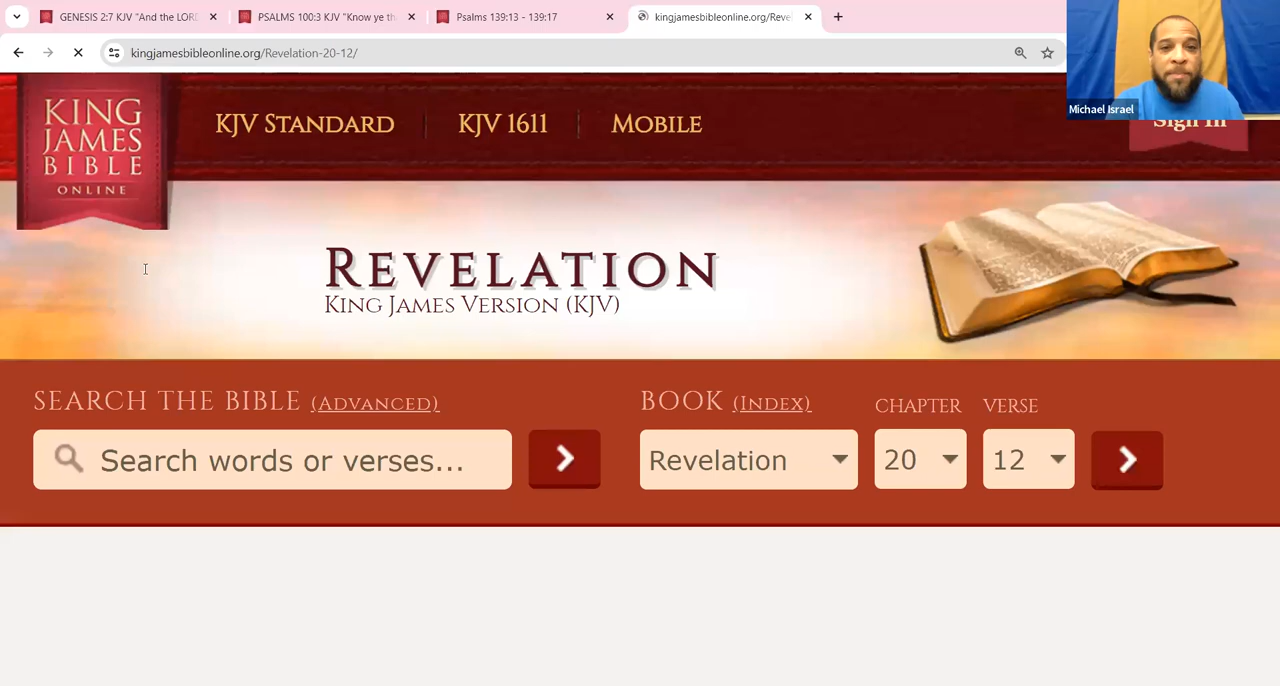 GENESIS 2:7 KJV "And the LORD
PSALMS 100:3 KJV "Know ye th
Psalms 139:13 - 139:17
kingjamesbibleonline.org/Reve
kingjamesbibleonline.org/Revelation-20-12/
Michael Israel
KING
JAMES
BIBLE
ONLINE
KJV STANDARD
KJV 1611
MOBILE
Sign In
REVELATION
KING JAMES VERSION (KJV)
SEARCH THE BIBLE (ADVANCED)
BOOK (INDEX)
CHAPTER
VERSE
Search words or verses...
Revelation
20
12